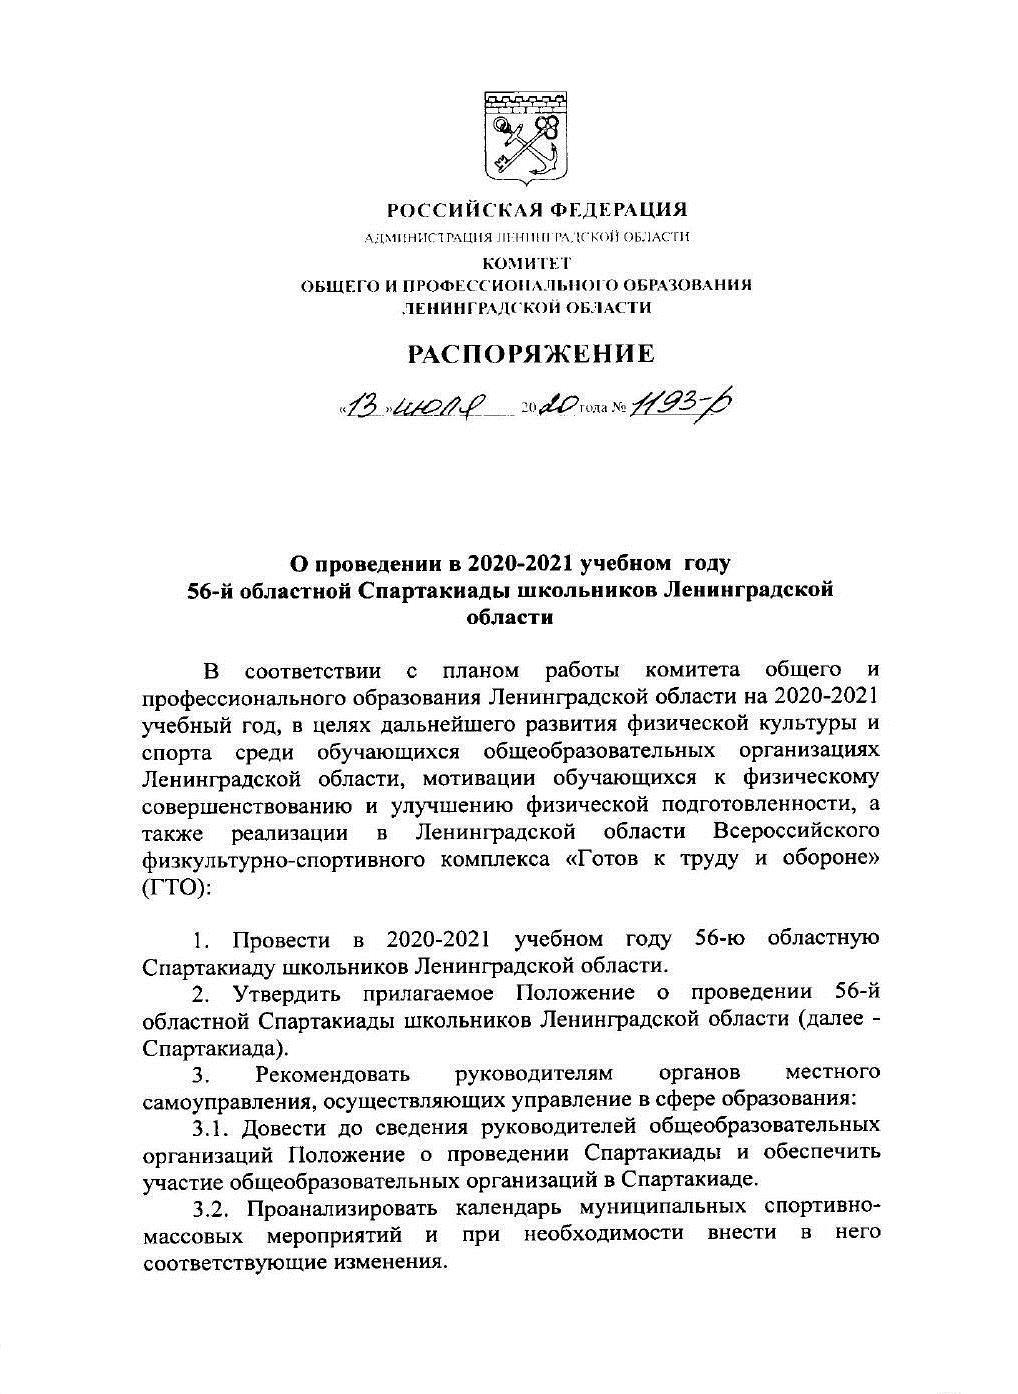 РОССИЙСКАЯ ФЕДЕРАЦИЯ
АДМИНИСТРАЦИЯ ЛЕНИНГРАДСКОЙ ОБЛАСТИ
КОМИТЕТ
ОБЩЕГО И ПРОФЕССИОНАЛЬНОГО ОБРАЗОВАНИЯ
ЛЕНИНГРАДСКОЙ ОБЛАСТИ
РАСПОРЯЖЕНИЕ
«13» июля 2020 года № 1193-р
О проведении в 2020-2021 учебном году
56-й областной Спартакиады школьников Ленинградской
области
В соответствии с планом работы комитета общего и
профессионального образования Ленинградской области на 2020-2021
учебный год, в целях дальнейшего развития физической культуры и
спорта среди обучающихся общеобразовательных организациях
Ленинградской области, мотивации обучающихся к физическому
совершенствованию и улучшению физической подготовленности, а
также реализации в Ленинградской области Всероссийского
физкультурно-спортивного комплекса «Готов к труду и обороне»
(ГТО):
1. Провести в 2020-2021 учебном году 56-ю областную
Спартакиаду школьников Ленинградской области.
2. Утвердить прилагаемое Положение о проведении 56-й
областной Спартакиады школьников Ленинградской области (далее -
Спартакиада).
3. Рекомендовать руководителям органов местного
самоуправления, осуществляющих управление в сфере образования:
3.1. Довести до сведения руководителей общеобразовательных
организаций Положение о проведении Спартакиады и обеспечить
участие общеобразовательных организаций в Спартакиаде.
3.2. Проанализировать календарь муниципальных спортивно-
массовых мероприятий и при необходимости внести в него
соответствующие изменения.